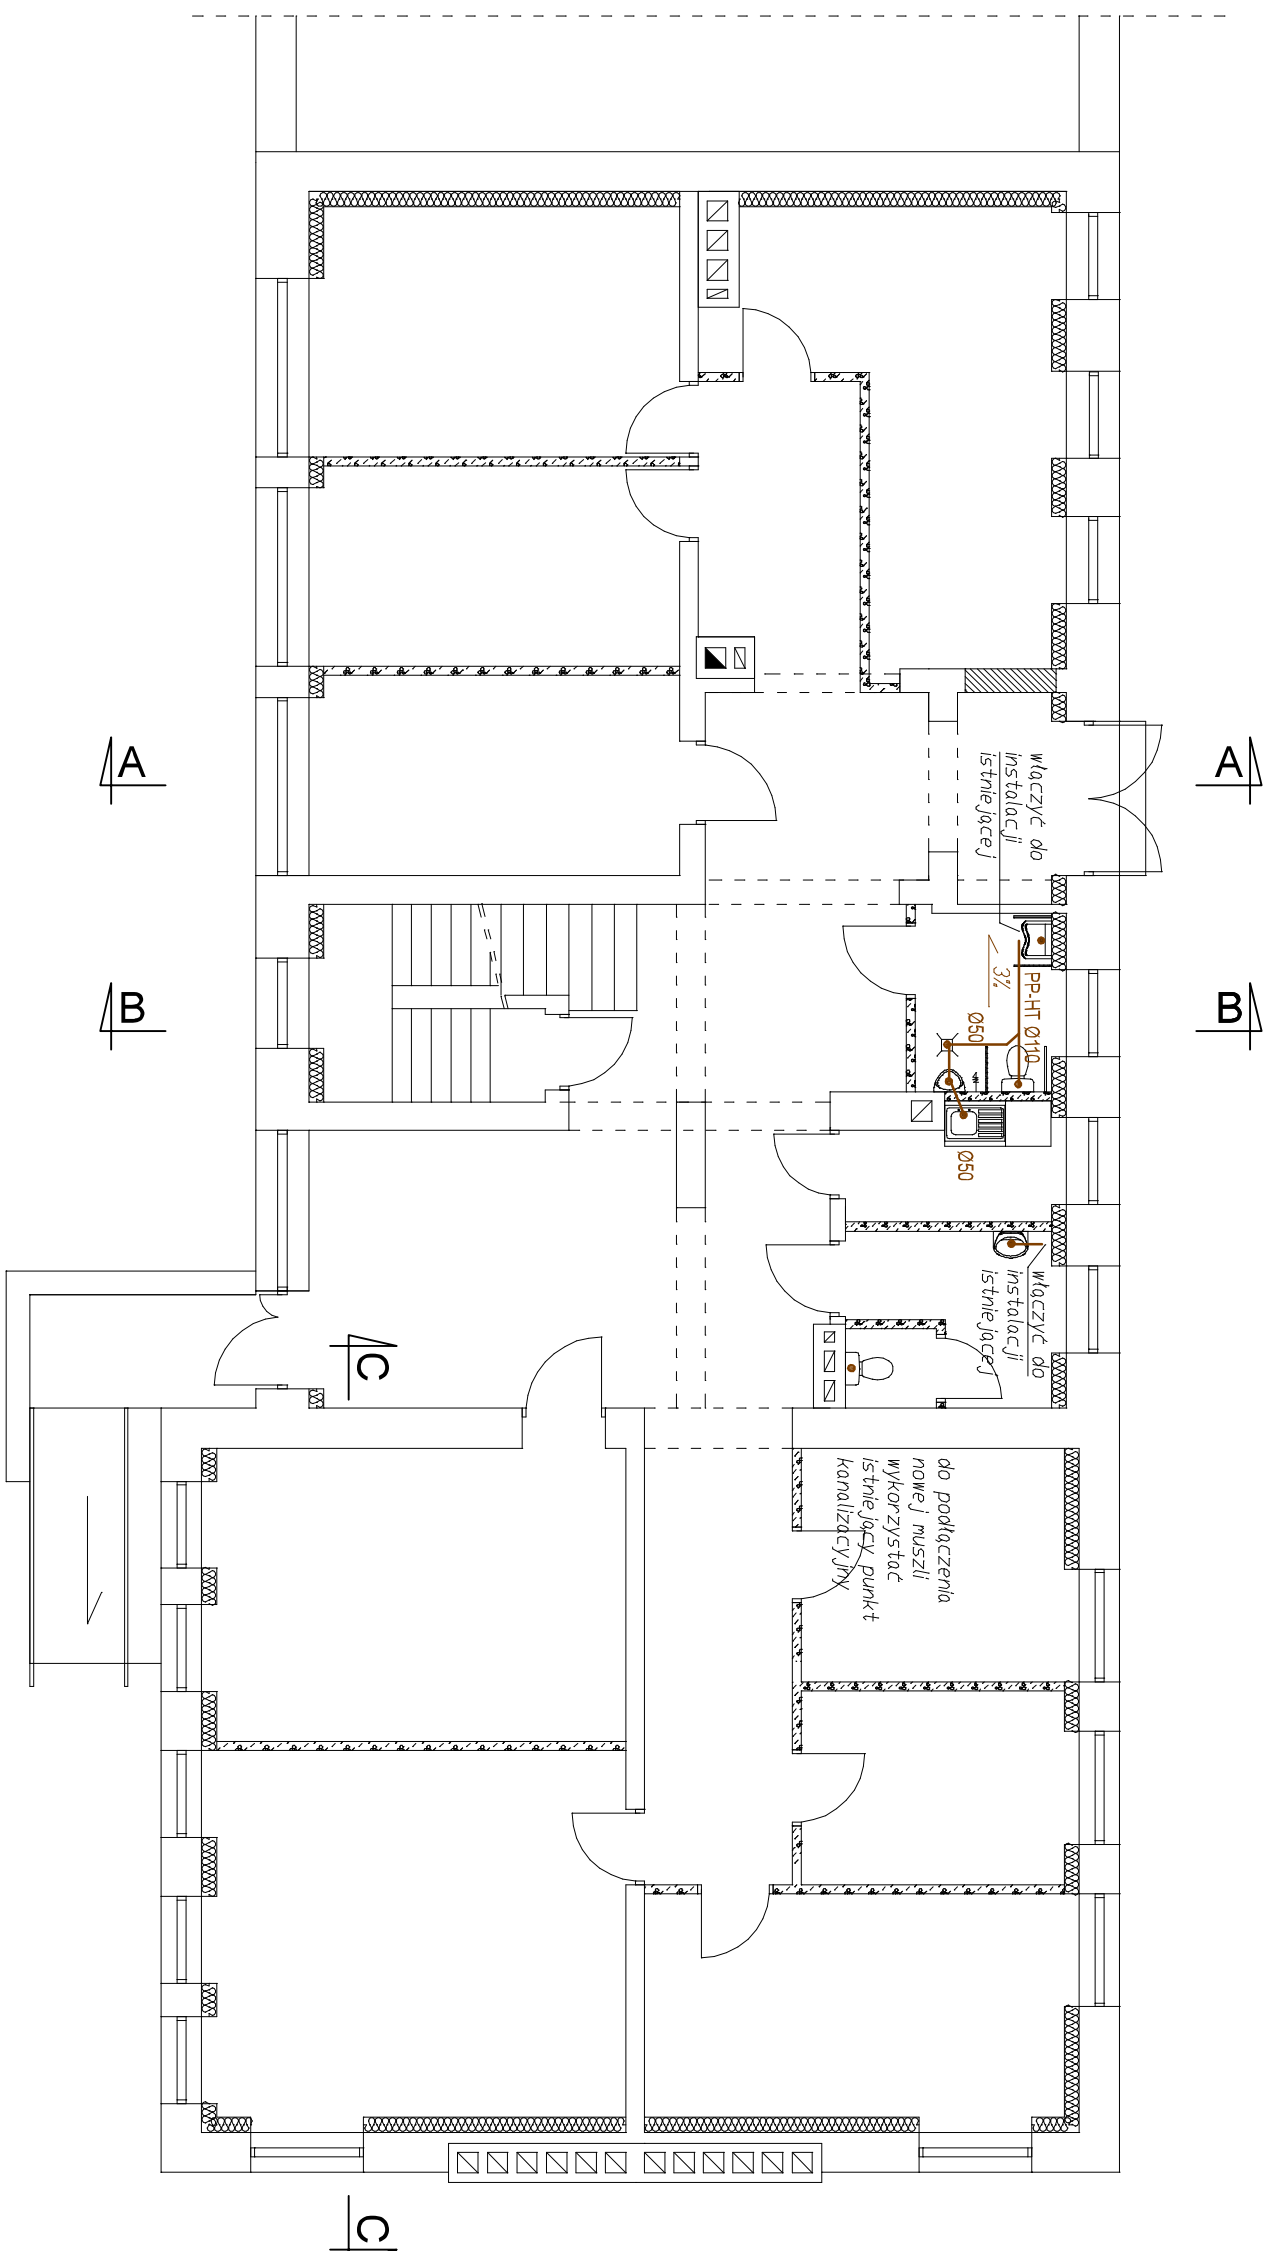 A
A
włączyć do
instalacji
istniejącej
B
B
3%
PP-HT Ø110
Ø50
Ø50
włączyć do
instalacji
istniejącej
C
do podłączenia
nowej muszli
wykorzystać
istniejący punkt
kanalizacyjny
C